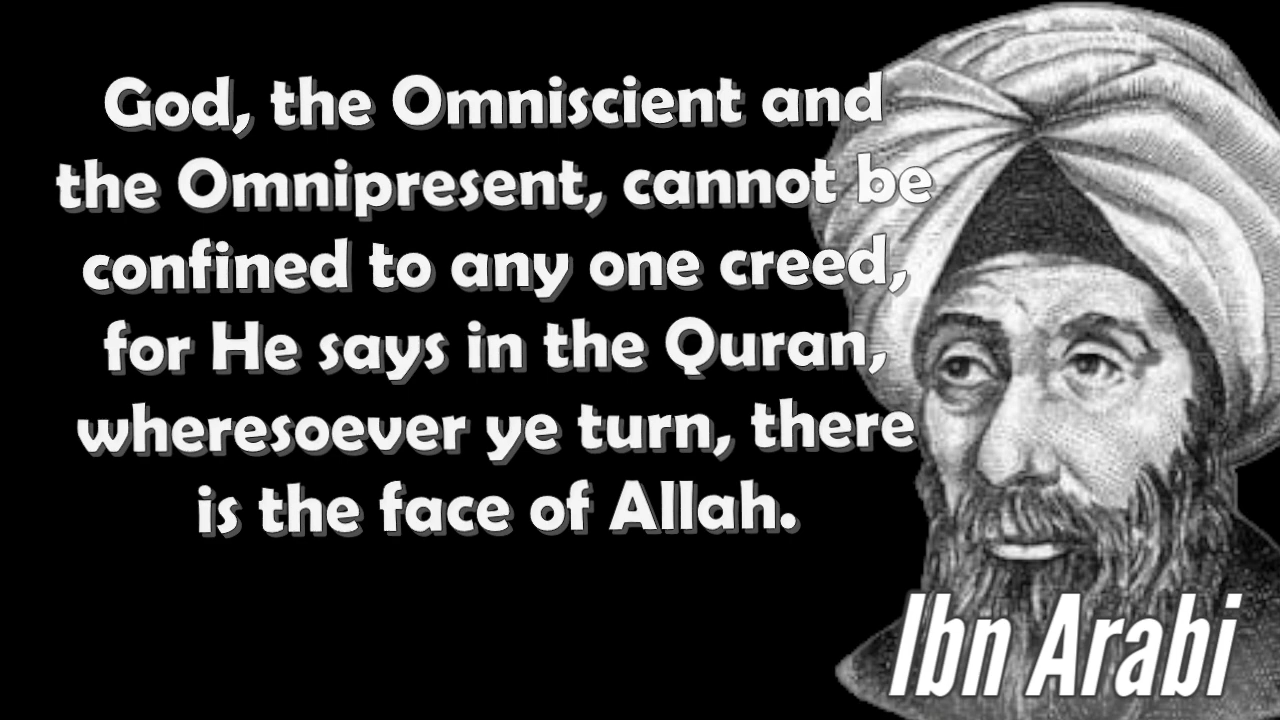 God, the Omniscient and
the Omnipresent, cannot be
confined to any one creed,
for He says in the Quran,
wheresoever ye turn, there
is the face of Allah.
Ibn Arabi